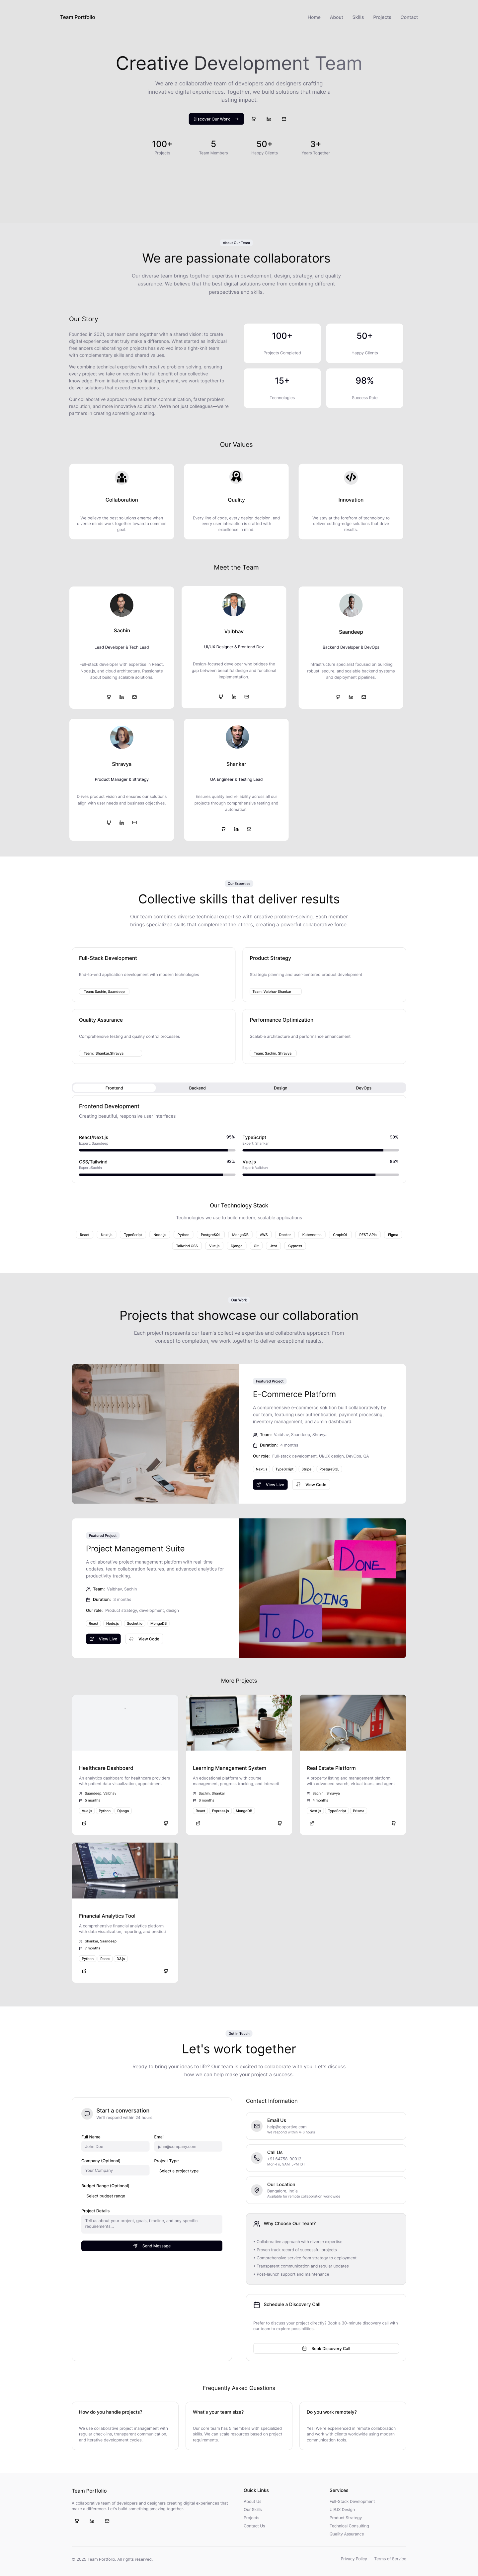 Team Portfolio
Home About Skills Projects Contact
Creative Development Team
We are a collaborative team of developers and designers crafting
innovative digital experiences. Together, we build solutions that make a
lasting impact.
Discover Our Work
100+ 5 50+ 3+
Projects Team Members Happy Clients Years Together
About Our Team
We are passionate collaborators
Our diverse team brings together expertise in development, design, strategy, and quality
assurance. We believe that the best digital solutions come from combining different
perspectives and skills.
Our Story
Founded in 2021, our team came together with a shared vision: to create
digital experiences that truly make a difference. What started as individual
freelancers collaborating on projects has evolved into a tight-knit team
with complementary skills and shared values.
We combine technical expertise with creative problem-solving, ensuring
every project we take on receives the full benefit of our collective
knowledge. From initial concept to final deployment, we work together to
deliver solutions that exceed expectations.
Our collaborative approach means better communication, faster problem
resolution, and more innovative solutions. We're not just colleagues—we're
partners in creating something amazing.
100+
Projects Completed
50+
Happy Clients
15+
Technologies
98%
Success Rate
Our Values
Collaboration
We believe the best solutions emerge when
diverse minds work together toward a common
goal.
Quality
Every line of code, every design decision, and
every user interaction is crafted with
excellence in mind.
Innovation
We stay at the forefront of technology to
deliver cutting-edge solutions that drive
results.
Meet the Team
Sachin
Lead Developer & Tech Lead
Full-stack developer with expertise in React,
Node.js, and cloud architecture. Passionate
about building scalable solutions.
Vaibhav
UI/UX Designer & Frontend Dev
Design-focused developer who bridges the
gap between beautiful design and functional
implementation.
Saandeep
Backend Developer & DevOps
Infrastructure specialist focused on building
robust, secure, and scalable backend systems
and deployment pipelines.
Shravya
Product Manager & Strategy
Drives product vision and ensures our solutions
align with user needs and business objectives.
Shankar
QA Engineer & Testing Lead
Ensures quality and reliability across all our
projects through comprehensive testing and
automation.
Our Expertise
Collective skills that deliver results
Our team combines diverse technical expertise with creative problem-solving. Each member
brings specialized skills that complement the others, creating a powerful collaborative force.
Full-Stack Development
End-to-end application development with modern technologies
Team: Sachin, Saandeep
Product Strategy
Strategic planning and user-centered product development
Team: Vaibhav Shankar
Quality Assurance
Comprehensive testing and quality control processes
Team: Shankar,Shravya
Performance Optimization
Scalable architecture and performance enhancement
Team: Sachin, Shravya
Frontend Backend Design DevOps
Frontend Development
Creating beautiful, responsive user interfaces
React/Next.js 95%
Expert: Saandeep
TypeScript 90%
Expert: Shankar
CSS/Tailwind 92%
Expert:Sachin
Vue.js 85%
Expert: Vaibhav
Our Technology Stack
Technologies we use to build modern, scalable applications
React Next.js TypeScript Node.js Python PostgreSQL MongoDB AWS Docker Kubernetes GraphQL REST APIs Figma
Tailwind CSS Vue.js Django Git Jest Cypress
Our Work
Projects that showcase our collaboration
Each project represents our team's collective expertise and collaborative approach. From
concept to completion, we work together to deliver exceptional results.
Featured Project
E-Commerce Platform
A comprehensive e-commerce solution built collaboratively by
our team, featuring user authentication, payment processing,
inventory management, and admin dashboard.
Team: Vaibhav, Saandeep, Shravya
Duration: 4 months
Our role: Full-stack development, UI/UX design, DevOps, QA
Next.js TypeScript Stripe PostgreSQL
View Live View Code
Featured Project
Project Management Suite
A collaborative project management platform with real-time
updates, team collaboration features, and advanced analytics for
productivity tracking.
Team: Vaibhav, Sachin
Duration: 3 months
Our role: Product strategy, development, design
React Node.js Socket.io MongoDB
View Live View Code
DONE
DOING
To Do
More Projects
Healthcare Dashboard
An analytics dashboard for healthcare providers
with patient data visualization, appointment
Saandeep, Vaibhav
5 months
Vue.js Python Django
Learning Management System
An educational platform with course
management, progress tracking, and interact
Sachin, Shankar
6 months
React Express.js MongoDB
Real Estate Platform
A property listing and management platform
with advanced search, virtual tours, and agent
Sachin , Shravya
4 months
Next.js TypeScript Prisma
Financial Analytics Tool
A comprehensive financial analytics platform
with data visualization, reporting, and predict
Shankar, Saandeep
7 months
Python React D3.js
Get In Touch
Let's work together
Ready to bring your ideas to life? Our team is excited to collaborate with you. Let's discuss
how we can help make your project a success.
Start a conversation
We'll respond within 24 hours
Full Name Email
John Doe john@company.com
Company (Optional) Project Type
Your Company Select a project type
Budget Range (Optional)
Select budget range
Project Details
Tell us about your project, goals, timeline, and any specific
requirements...
Send Message
Contact Information
Email Us
help@opportive.com
We respond within 4-6 hours
Call Us
+91 64756 90012
Mon-Fri, 9AM-5PM IST
Our Location
Bangalore, India
Available for remote collaboration worldwide
Why Choose Our Team?
• Collaborative approach with diverse expertise
• Proven track record of successful projects
• Comprehensive service from strategy to deployment
• Transparent communication and regular updates
• Post-launch support and maintenance
Schedule a Discovery Call
Prefer to discuss your project directly? Book a 30-minute discovery call with
our team to explore possibilities.
Book Discovery Call
Frequently Asked Questions
How do you handle projects?
We use collaborative project management with
regular check-ins, transparent communication,
and iterative development cycles.
What's your team size?
Our core team has 5 members with specialized
skills. We can scale resources based on project
requirements.
Do you work remotely?
Yes! We're experienced in remote collaboration
and work with clients worldwide using modern
communication tools.
Team Portfolio
A collaborative team of developers and designers creating digital experiences that
make a difference. Let's build something amazing together.
Quick Links
About Us
Our Skills
Projects
Contact Us
Services
Full-Stack Development
UI/UX Design
Product Strategy
Technical Consulting
Quality Assurance
© 2025 Team Portfolio. All rights reserved.
Privacy Policy Terms of Service